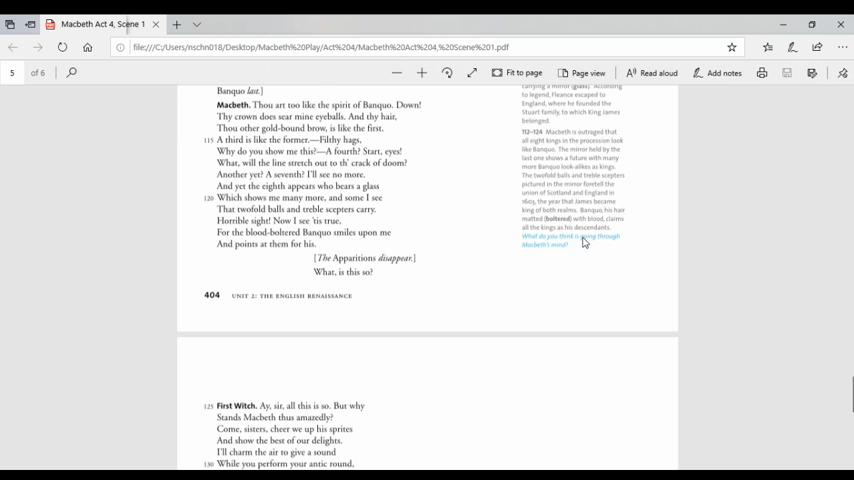 Macbeth Act 4, Scene 1
file:///C:/Users/nschn018/Desktop/Macbeth%20Play/Act%204/Macbeth%20Act%204,%20Scene%201.pdf
5 of 6
Fit to page
Page view
Read aloud
Add notes
Banquo last.]
Macbeth. Thou art too like the spirit of Banquo. Down!
Thy crown does sear mine eyeballs. And thy hair,
Thou other gold-bound brow, is like the first.
115 A third is like the former.—Filthy hags,
Why do you show me this?—A fourth? Start, eyes!
What, will the line stretch out to th' crack of doom?
Another yet? A seventh? I'll see no more.
And yet the eighth appears who bears a glass
120 Which shows me many more, and some I see
That twofold balls and treble scepters carry.
Horrible sight! Now I see 'tis true,
For the blood-boltered Banquo smiles upon me
And points at them for his.
[The Apparitions disappear.]
What, is this so?
404 UNIT 2: THE ENGLISH RENAISSANCE
carrying a mirror (glass). According
to legend, Fleance escaped to
England, where he founded the
Stuart family, to which King James
belonged.
112–124 Macbeth is outraged that
all eight kings in the procession look
like Banquo. The mirror held by the
last one shows a future with many
more Banquo look-alikes as kings.
The twofold balls and treble scepters
pictured in the mirror foretell the
union of Scotland and England in
1603, the year that James became
king of both realms. Banquo, his hair
matted (boltered) with blood, claims
all the kings as his descendants.
What do you think is going through
Macbeth's mind?
125 First Witch. Ay, sir, all this is so. But why
Stands Macbeth thus amazedly?
Come, sisters, cheer we up his sprites
And show the best of our delights.
I'll charm the air to give a sound
130 While you perform your antic round,